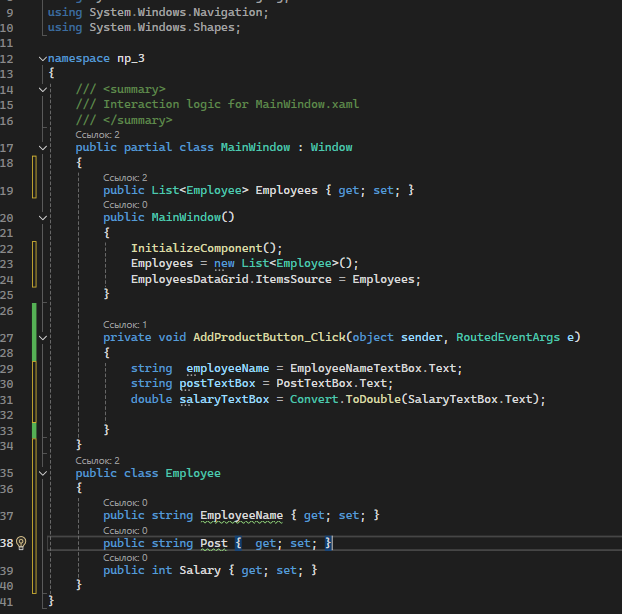 9 using System.Windows.Navigation;
10 using System.Windows.Shapes;
11
12 namespace пр_3
13 {
14 /// <summary>
15 /// Interaction logic for MainWindow.xaml
16 /// </summary>
Ссылок: 2
17 public partial class MainWindow : Window
18 {
Ссылок: 2
19 public List<Employee> Employees { get; set; }
Ссылок: 0
20 public MainWindow()
21 {
22 InitializeComponent();
23 Employees = new List<Employee>();
24 EmployeesDataGrid.ItemsSource = Employees;
25 }
26
Ссылок: 1
27 private void AddProductButton_Click(object sender, RoutedEventArgs e)
28 {
29 string  employeeName = EmployeeNameTextBox.Text;
30 string postTextBox = PostTextBox.Text;
31 double salaryTextBox = Convert.ToDouble(SalaryTextBox.Text);
32
33 }
34 }
Ссылок: 2
35 public class Employee
36 {
Ссылок: 0
37 public string EmployeeName { get; set; }
Ссылок: 0
38 public string Post {  get; set; }
Ссылок: 0
39 public int Salary { get; set; }
40 }
41 }